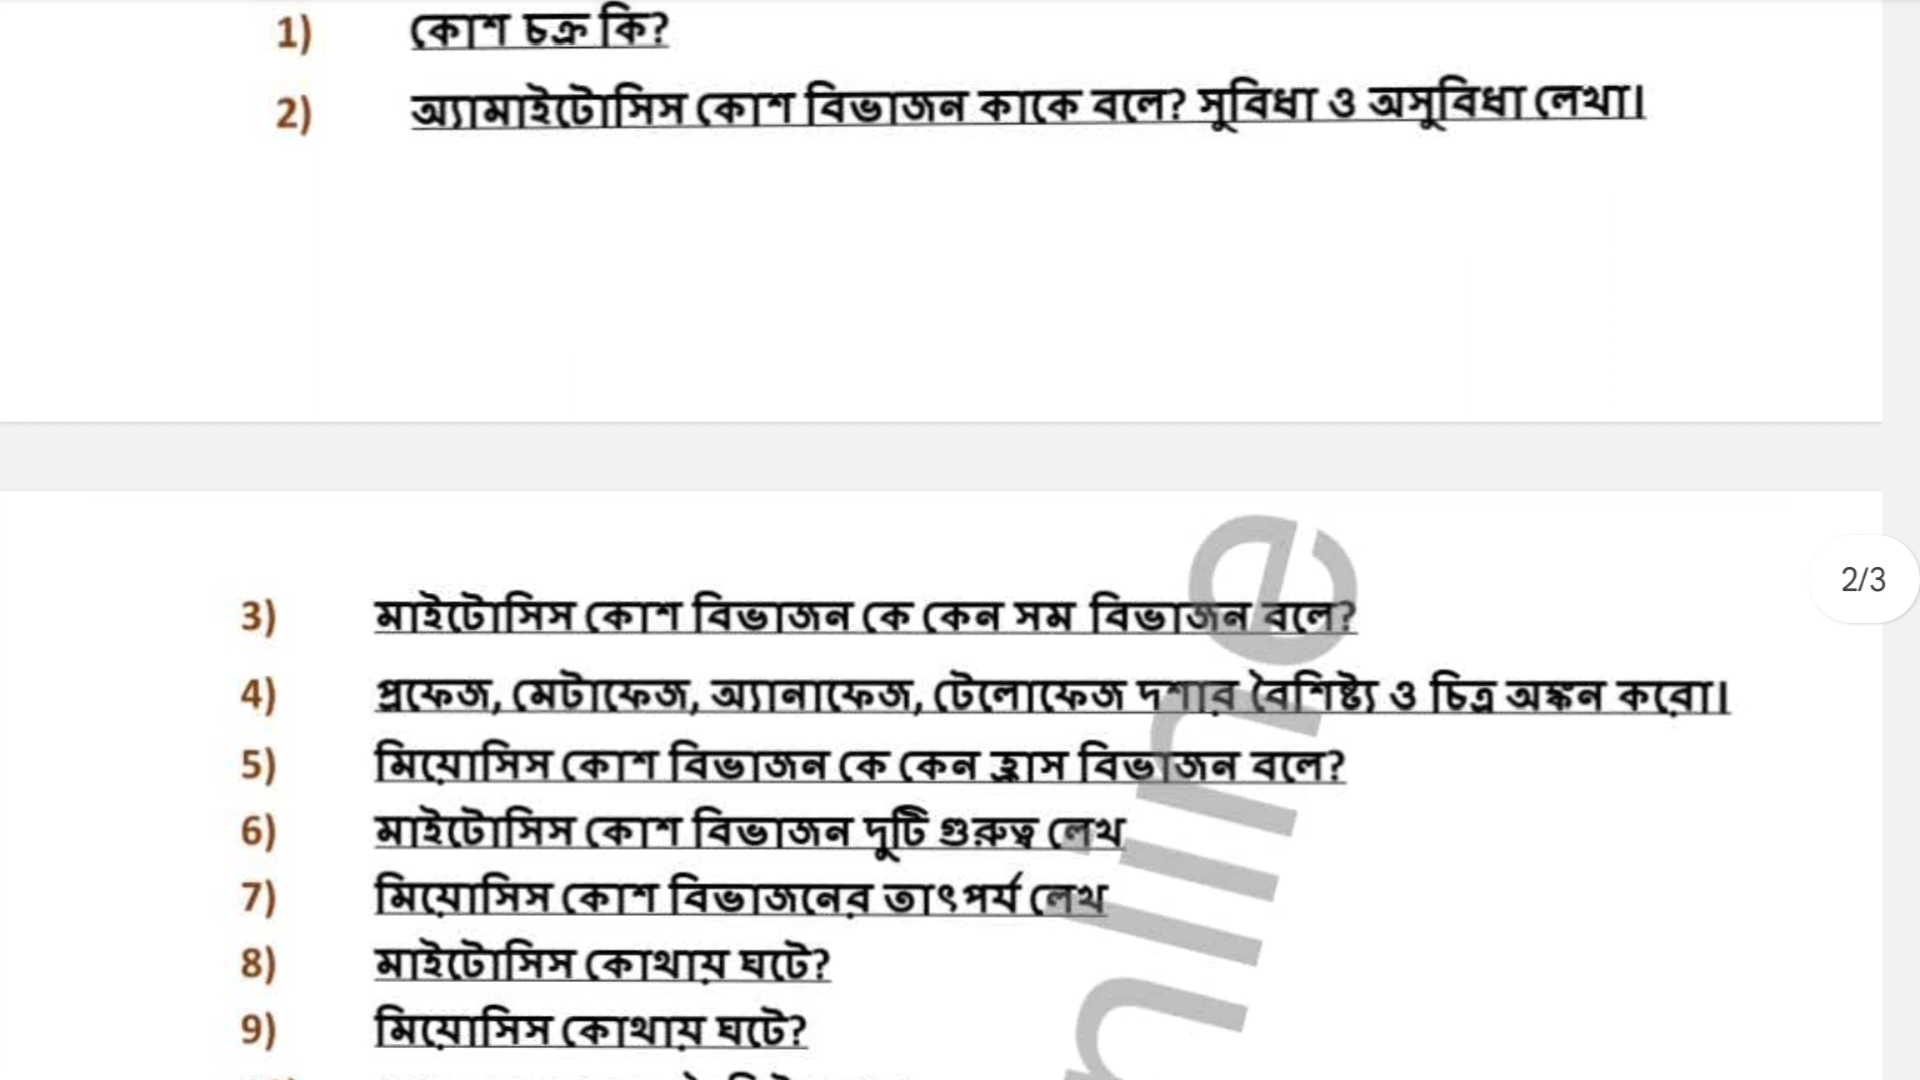 1) কোশ চক্র কি?
2) অ্যামাইটোসিস কোশ বিভাজন কাকে বলে? সুবিধা ও অসুবিধা লেখো।
2/3
3) মাইটোসিস কোশ বিভাজন কে কেন সম বিভাজন বলে?
4) প্রফেজ, মেটাফেজ, অ্যানাফেজ, টেলোফেজ দশার বৈশিষ্ট্য ও চিত্র অঙ্কন করো।
5) মিয়োসিস কোশ বিভাজন কে কেন হ্রাস বিভাজন বলে?
6) মাইটোসিস কোশ বিভাজন দুটি গুরুত্ব লেখ
7) মিয়োসিস কোশ বিভাজনের তাৎপর্য লেখ
8) মাইটোসিস কোথায় ঘটে?
9) মিয়োসিস কোথায় ঘটে?
nline